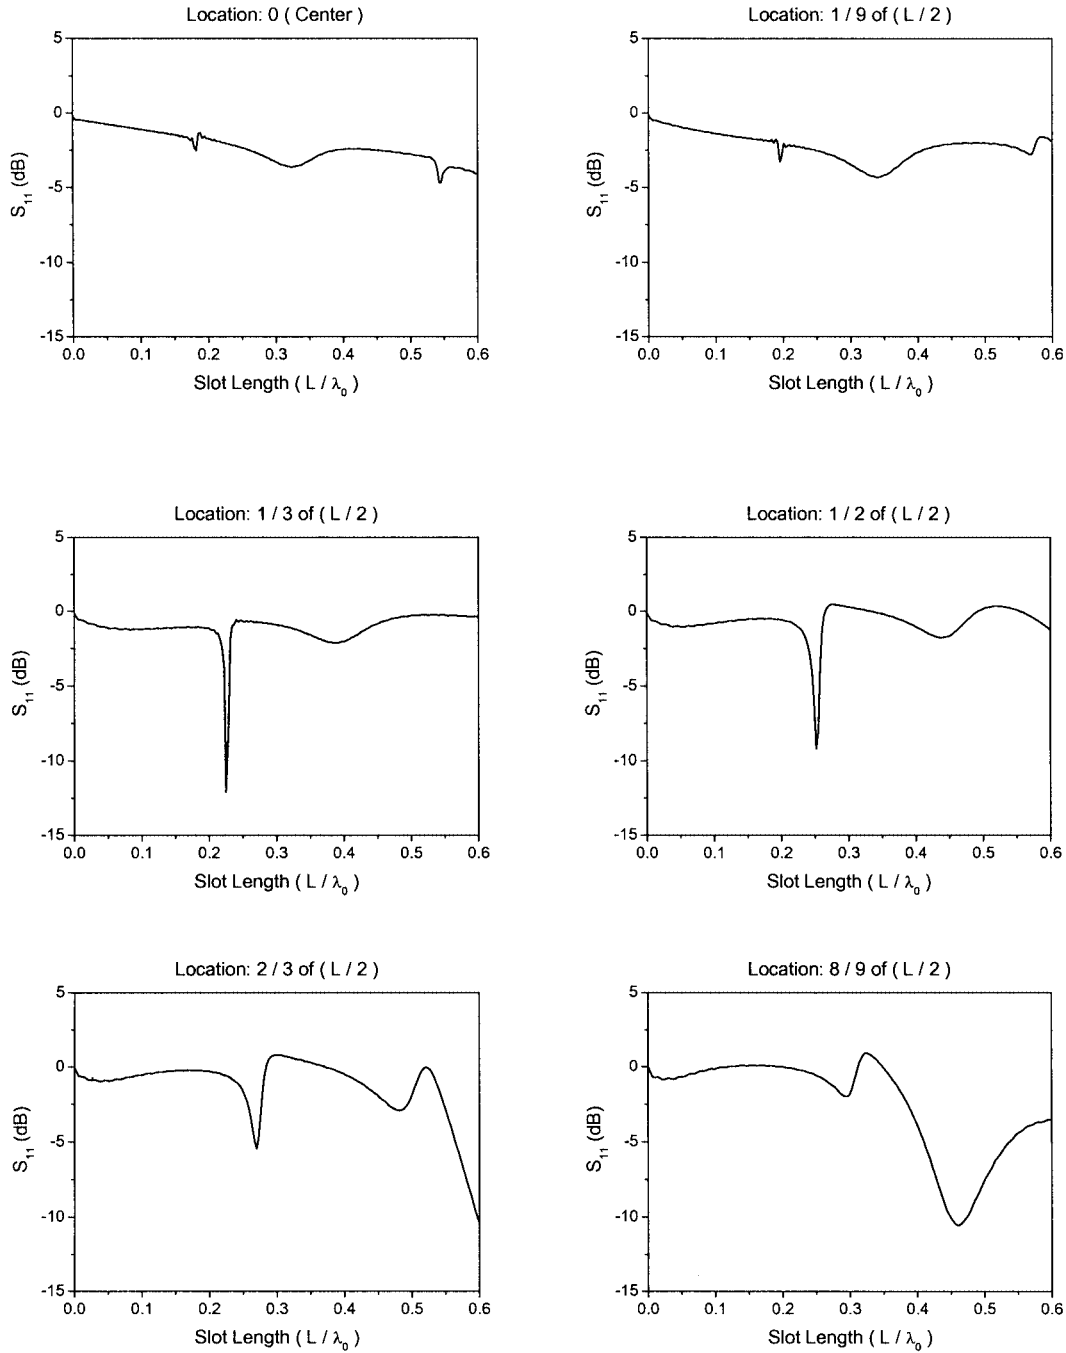 Location: 0 ( Center )
5
0
-5
-10
-15
S11 (dB)
0.0 0.1 0.2 0.3 0.4 0.5 0.6
Slot Length ( L / λ0 )
Location: 1 / 9 of ( L / 2 )
5
0
-5
-10
-15
S11 (dB)
0.0 0.1 0.2 0.3 0.4 0.5 0.6
Slot Length ( L / λ0 )
Location: 1 / 3 of ( L / 2 )
5
0
-5
-10
-15
S11 (dB)
0.0 0.1 0.2 0.3 0.4 0.5 0.6
Slot Length ( L / λ0 )
Location: 1 / 2 of ( L / 2 )
5
0
-5
-10
-15
S11 (dB)
0.0 0.1 0.2 0.3 0.4 0.5 0.6
Slot Length ( L / λ0 )
Location: 2 / 3 of ( L / 2 )
5
0
-5
-10
-15
S11 (dB)
0.0 0.1 0.2 0.3 0.4 0.5 0.6
Slot Length ( L / λ0 )
Location: 8 / 9 of ( L / 2 )
5
0
-5
-10
-15
S11 (dB)
0.0 0.1 0.2 0.3 0.4 0.5 0.6
Slot Length ( L / λ0 )